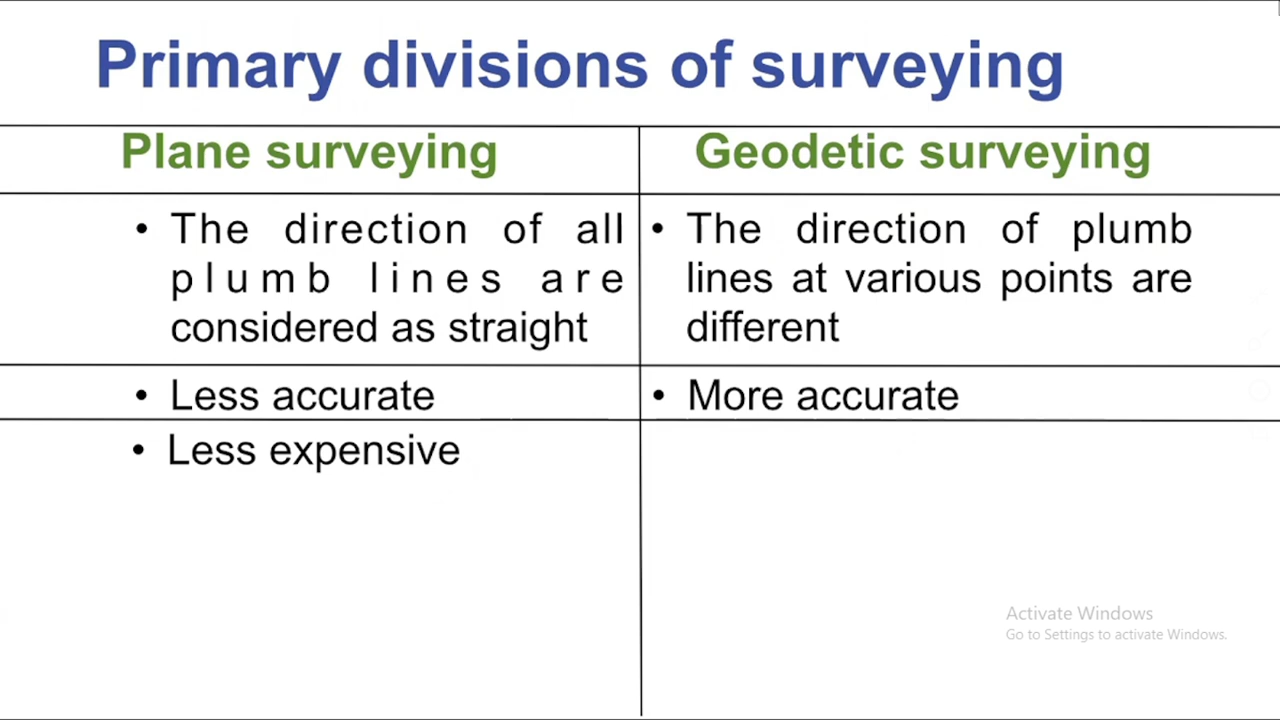 Primary divisions of surveying
Plane surveying
Geodetic surveying
• The direction of all
plumb lines are
considered as straight
• The direction of plumb
lines at various points are
different
• Less accurate
• More accurate
• Less expensive
Activate Windows
Go to Settings to activate Windows.